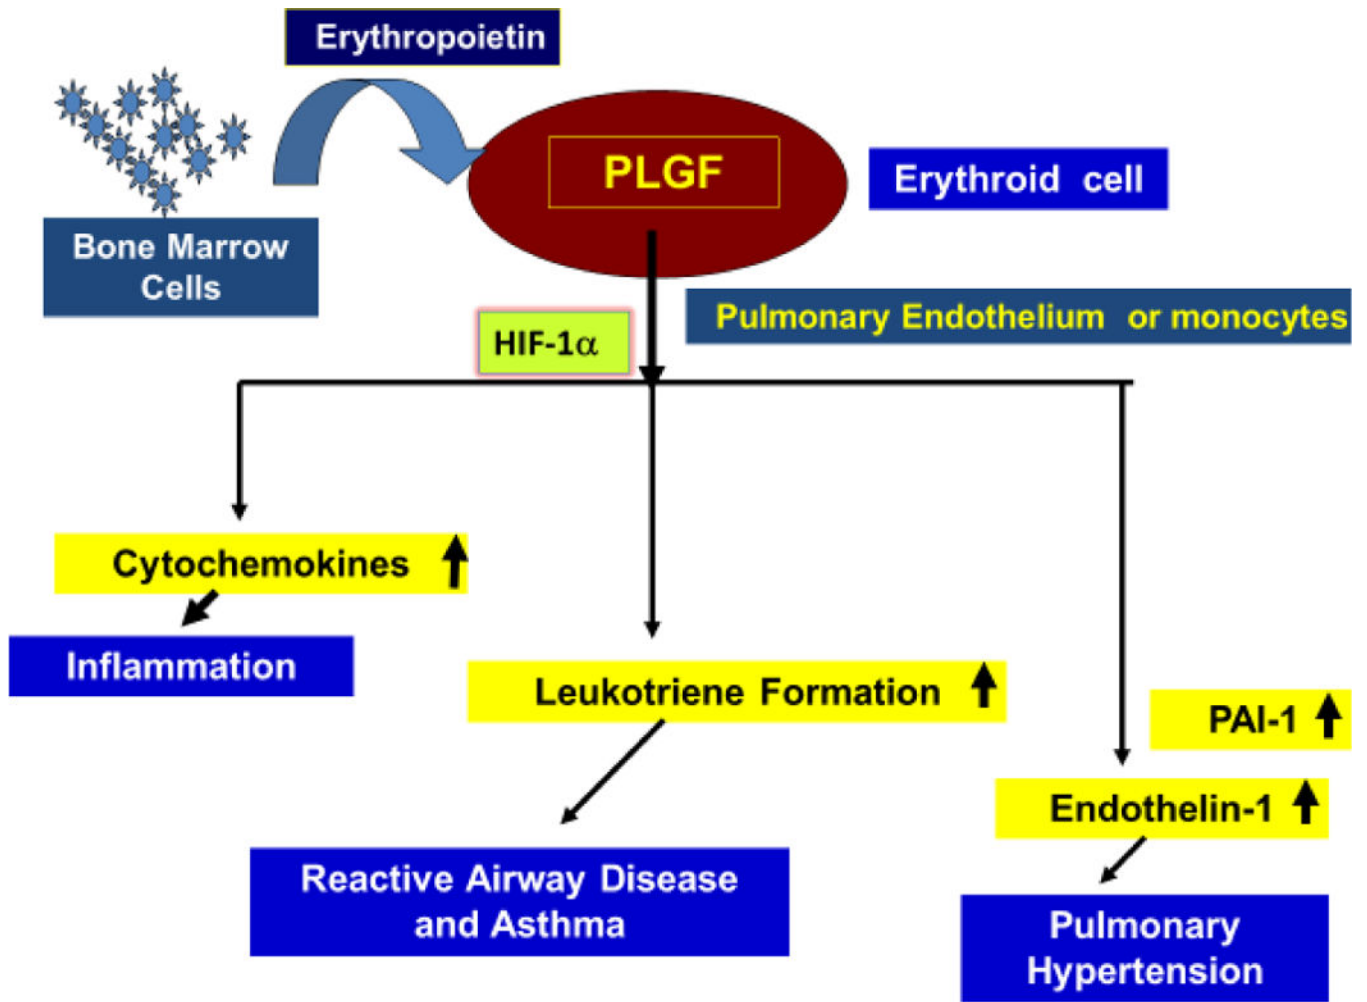 Erythropoietin
PLGF
Erythroid cell
Bone Marrow
Cells
Pulmonary Endothelium or monocytes
HIF-1α
Cytochemokines
Inflammation
Leukotriene Formation
PAI-1
Endothelin-1
Reactive Airway Disease
and Asthma
Pulmonary
Hypertension